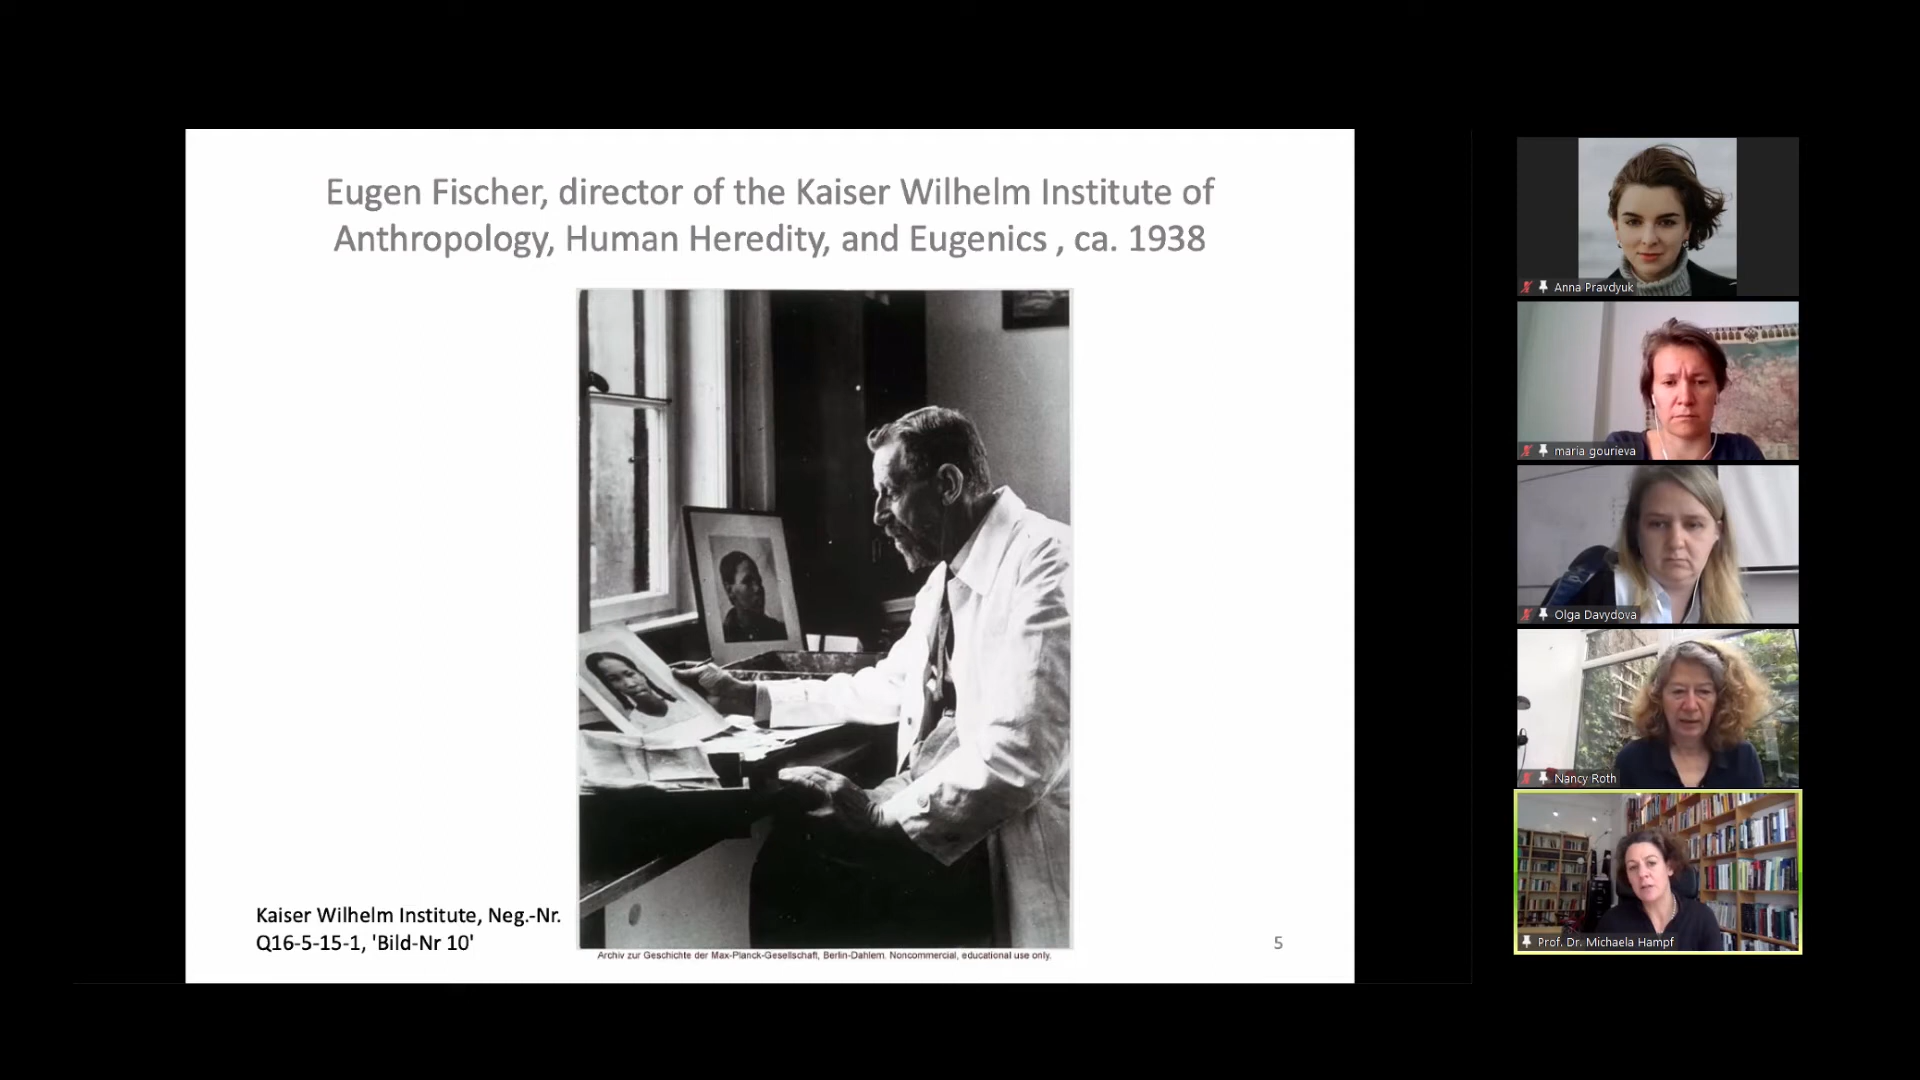 Eugen Fischer, director of the Kaiser Wilhelm Institute of
Anthropology, Human Heredity, and Eugenics , ca. 1938
Kaiser Wilhelm Institute, Neg.-Nr.
Q16-5-15-1, 'Bild-Nr 10'
Archiv zur Geschichte der Max-Planck-Gesellschaft, Berlin-Dahlem. Noncommercial, educational use only.
5
Anna Pravdyuk
maria gourieva
Olga Davydova
Nancy Roth
Prof. Dr. Michaela Hampf